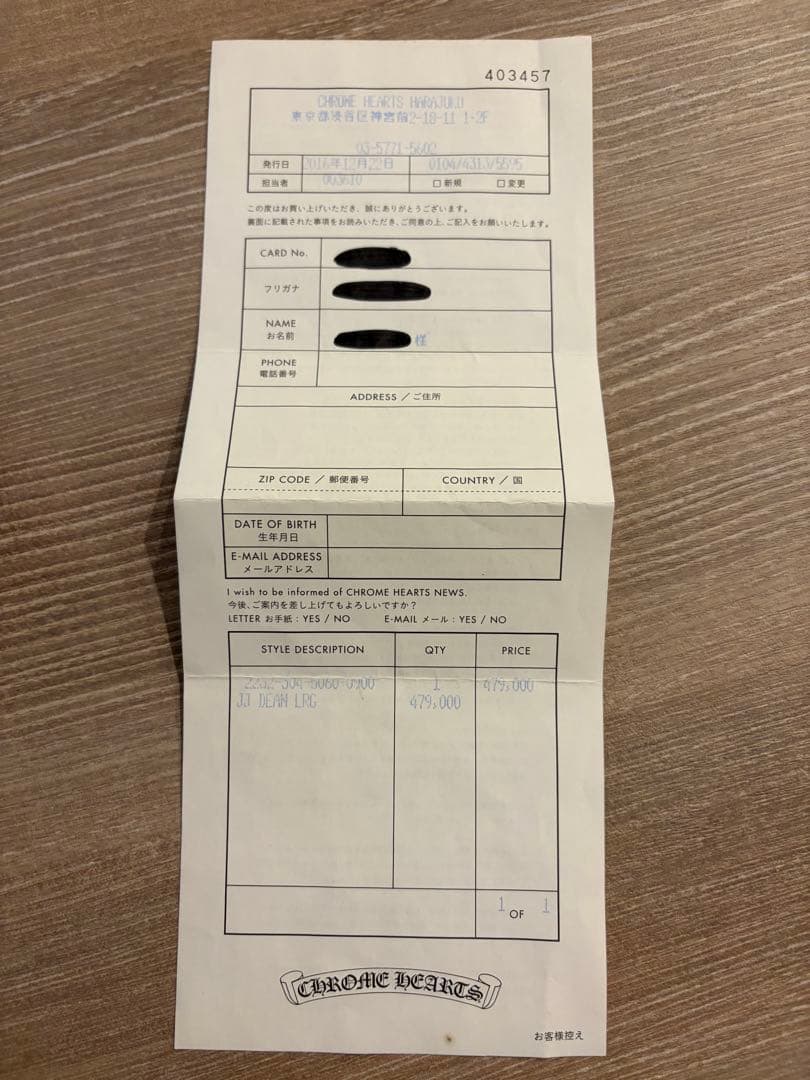 403457
CHROME HEARTS HARAJUKU
東京都渋谷区神宮前2-18-11 1-2F
03-5771-5602
発行日 2016年12月22日
担当者 □ 新規 □ 変更
この度はお買い上げいただき、誠にありがとうございます。
裏面に記載された事項をお読みいただき、ご同意の上、ご記入をお願いいたします。
CARD No.
フリガナ
NAME
お名前 様
PHONE
電話番号
ADDRESS / ご住所
ZIP CODE / 郵便番号 COUNTRY / 国
DATE OF BIRTH
生年月日
E-MAIL ADDRESS
メールアドレス
I wish to be informed of CHROME HEARTS NEWS.
今後、ご案内を差し上げてもよろしいですか?
LETTER お手紙 : YES / NO E-MAIL メール : YES / NO
STYLE DESCRIPTION QTY PRICE
1 479,000
JJ DEAN LRG 479,000
1 OF 1
CHROME HEARTS
お客様控え